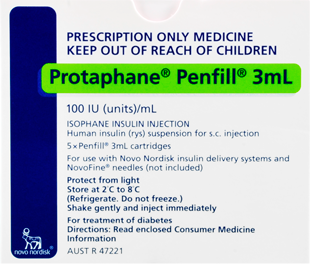 PRESCRIPTION ONLY MEDICINE
KEEP OUT OF REACH OF CHILDREN
Protaphane® Penfill® 3mL
100 IU (units)/mL
ISOPHANE INSULIN INJECTION
Human insulin (rys) suspension for s.c. injection
5 x Penfill® 3mL cartridges
For use with Novo Nordisk insulin delivery systems and
NovoFine® needles (not included)
Protect from light
Store at 2°C to 8°C
(Refrigerate. Do not freeze.)
Shake gently and inject immediately
For treatment of diabetes
Directions: Read enclosed Consumer Medicine
Information
AUST R 47221
novo nordisk®